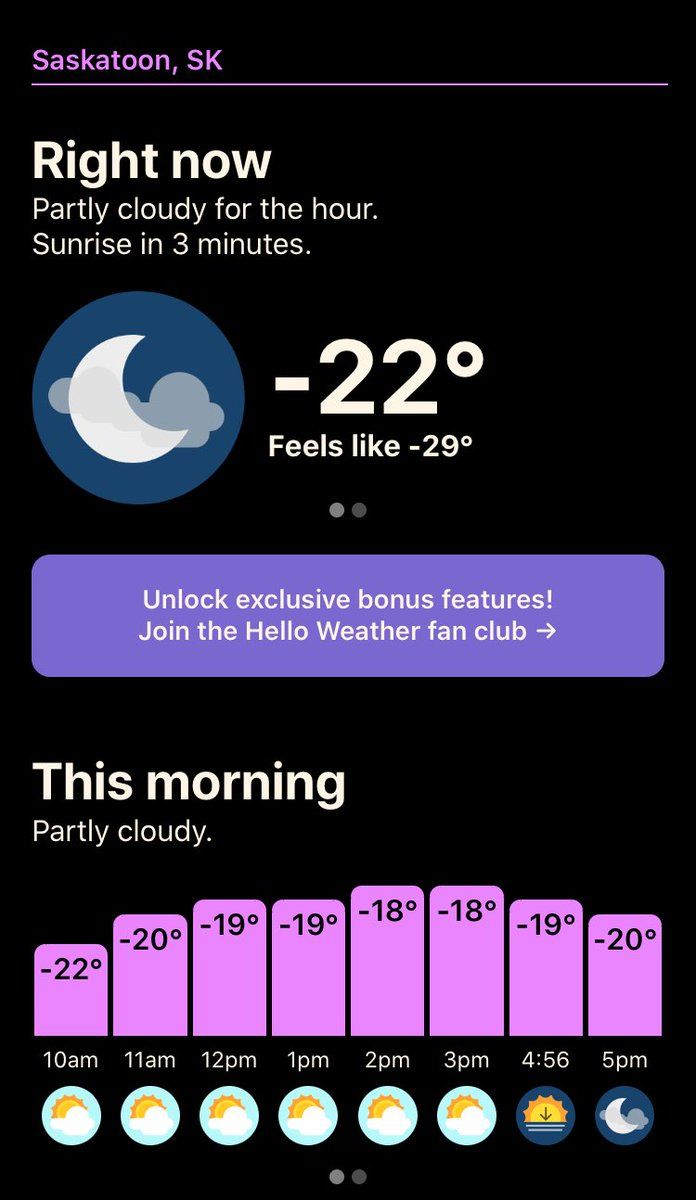 Saskatoon, SK
Right now
Partly cloudy for the hour.
Sunrise in 3 minutes.
-22°
Feels like -29°
Unlock exclusive bonus features!
Join the Hello Weather fan club →
This morning
Partly cloudy.
-22° -20° -19° -19° -18° -18° -19° -20°
10am 11am 12pm 1pm 2pm 3pm 4:56 5pm